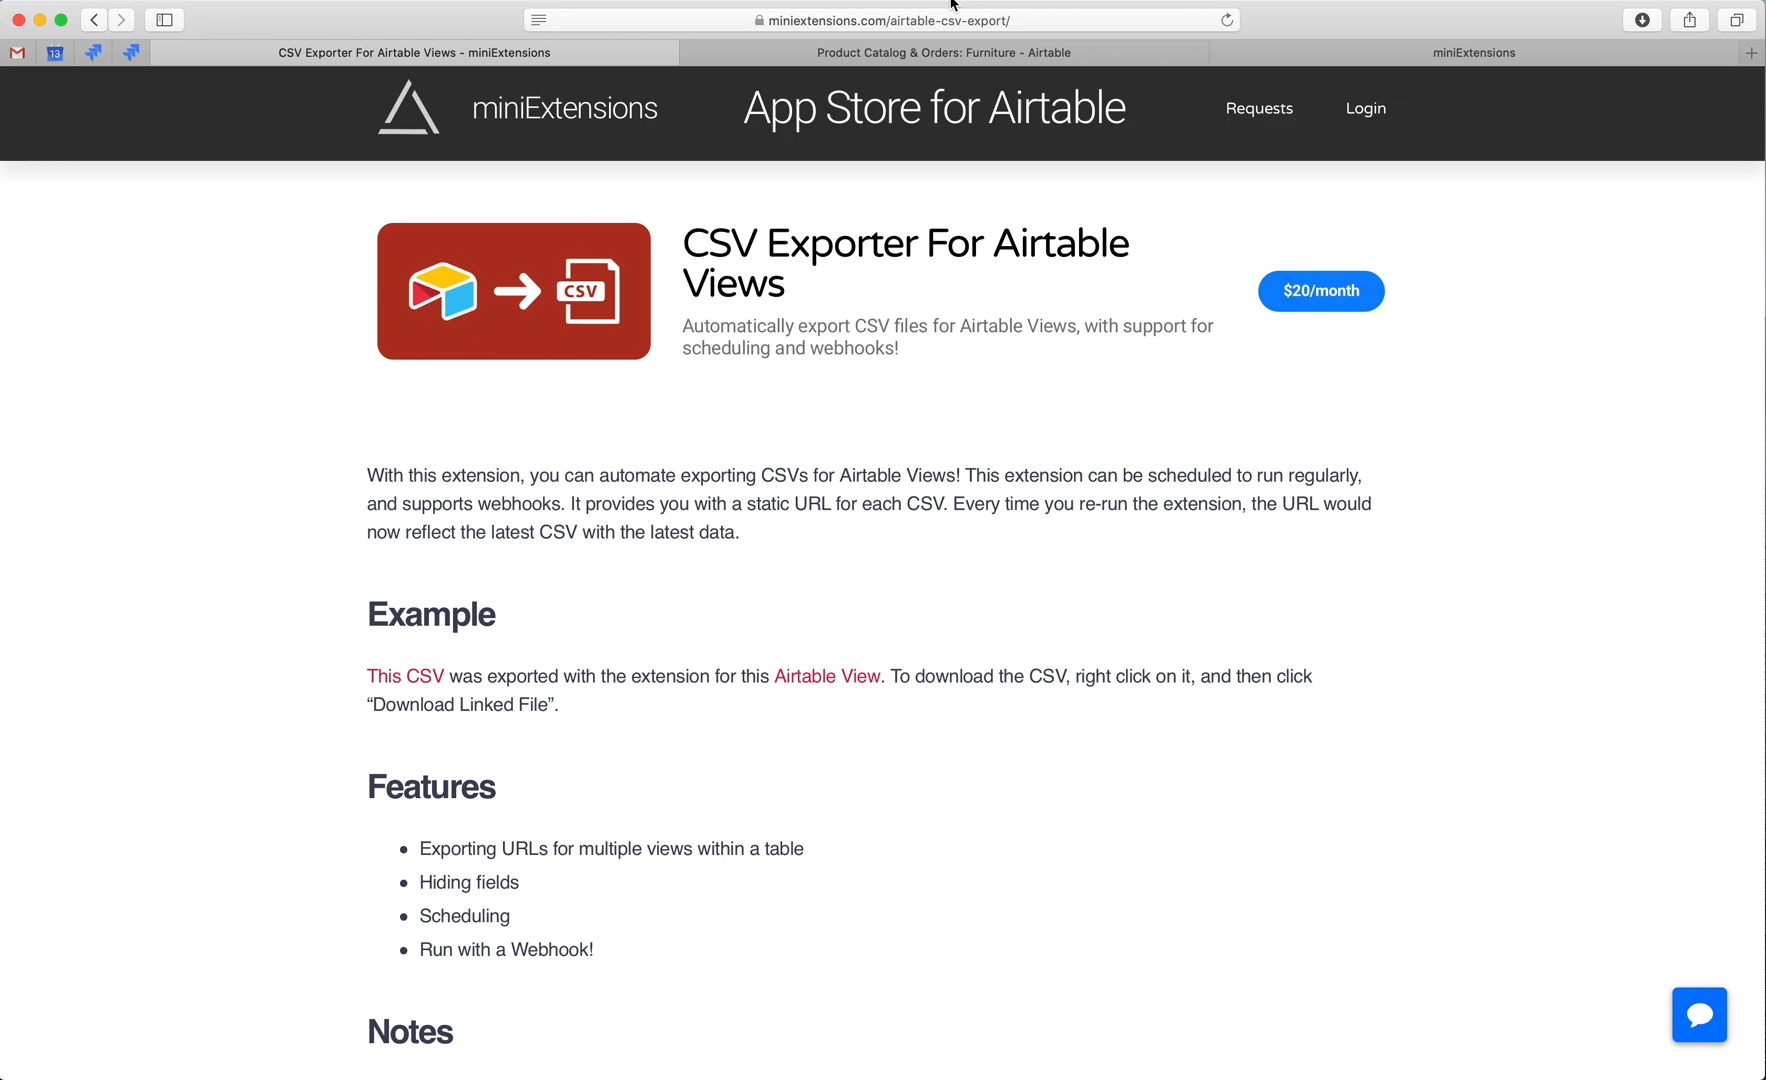 miniextensions.com/airtable-csv-export/
13
CSV Exporter For Airtable Views - miniExtensions
Product Catalog & Orders: Furniture - Airtable
miniExtensions
miniExtensions
App Store for Airtable
Requests
Login
CSV
CSV Exporter For Airtable
Views
Automatically export CSV files for Airtable Views, with support for
scheduling and webhooks!
$20/month
With this extension, you can automate exporting CSVs for Airtable Views! This extension can be scheduled to run regularly,
and supports webhooks. It provides you with a static URL for each CSV. Every time you re-run the extension, the URL would
now reflect the latest CSV with the latest data.
Example
This CSV was exported with the extension for this Airtable View. To download the CSV, right click on it, and then click
“Download Linked File”.
Features
• Exporting URLs for multiple views within a table
• Hiding fields
• Scheduling
• Run with a Webhook!
Notes